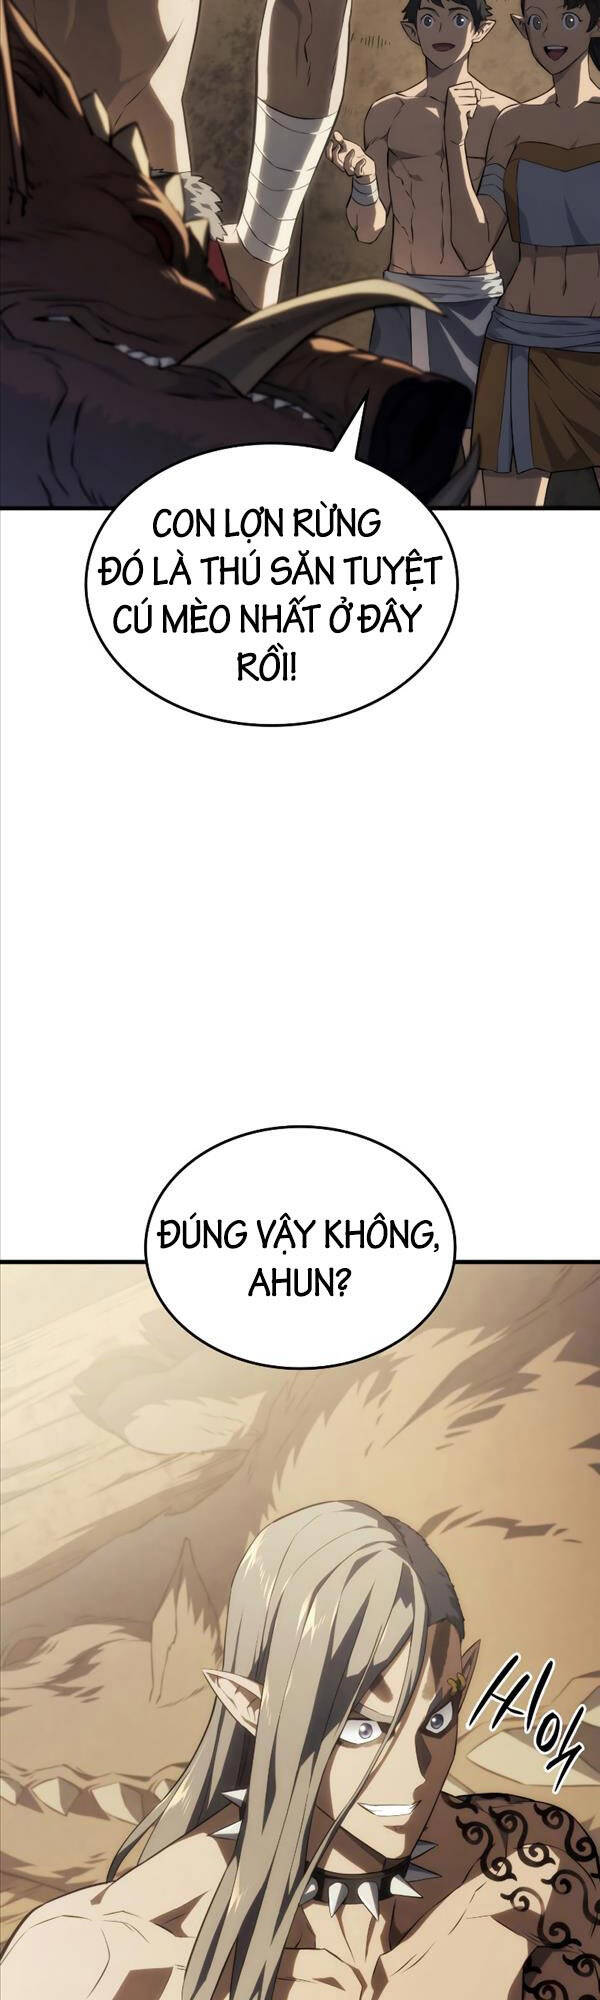 CON LỢN RỪNG
ĐÓ LÀ THÚ SĂN TUYỆT
CÚ MÈO NHẤT Ở ĐÂY
RỒI!
ĐÚNG VẬY KHÔNG,
AHUN?